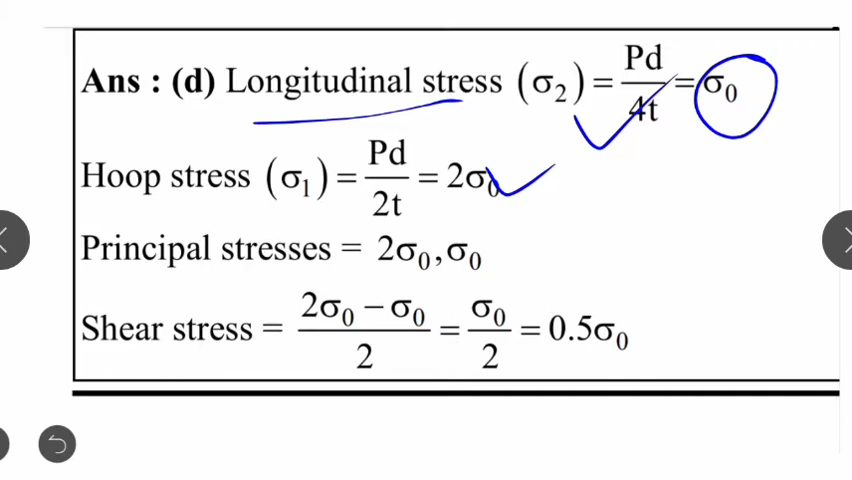 Ans : (d) Longitudinal stress (σ₂) = Pd/4t = σ₀
Hoop stress (σ₁) = Pd/2t = 2σ₀
Principal stresses = 2σ₀,σ₀
Shear stress = 2σ₀ − σ₀/2 = σ₀/2 = 0.5σ₀